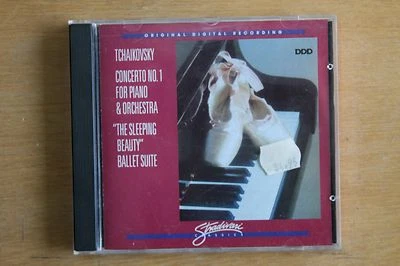 ORIGINAL DIGITAL RECORDING
DDD
TCHAIKOVSKY
CONCERTO NO. 1
FOR PIANO
& ORCHESTRA
"THE SLEEPING
BEAUTY"
BALLET SUITE
Stradivari
CLASSICS